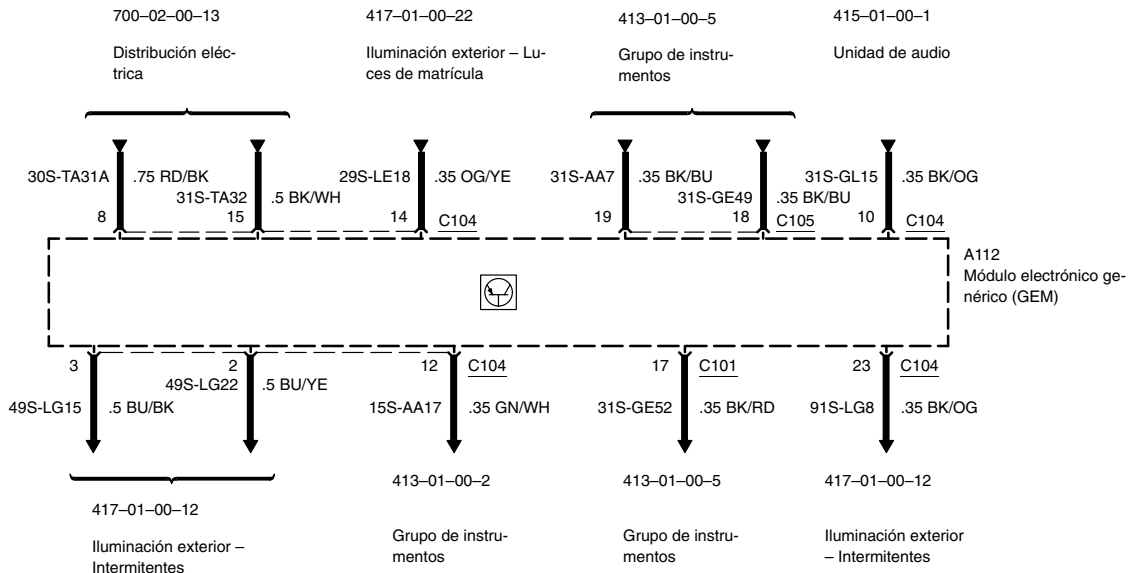 700–02–00–13
417–01–00–22
413–01–00–5
415–01–00–1
Distribución eléc-
trica
Iluminación exterior – Lu-
ces de matrícula
Grupo de instru-
mentos
Unidad de audio
30S-TA31A .75 RD/BK
31S-TA32 .5 BK/WH
29S-LE18 .35 OG/YE
31S-AA7 .35 BK/BU
31S-GE49 .35 BK/BU
31S-GL15 .35 BK/OG
8 15 14 C104 19 18 C105 10 C104
A112
Módulo electrónico ge-
nérico (GEM)
3 2 12 C104 17 C101 23 C104
49S-LG15 .5 BU/BK
49S-LG22 .5 BU/YE
15S-AA17 .35 GN/WH
31S-GE52 .35 BK/RD
91S-LG8 .35 BK/OG
417–01–00–12
Iluminación exterior –
Intermitentes
413–01–00–2
Grupo de instru-
mentos
413–01–00–5
Grupo de instru-
mentos
417–01–00–12
Iluminación exterior
– Intermitentes